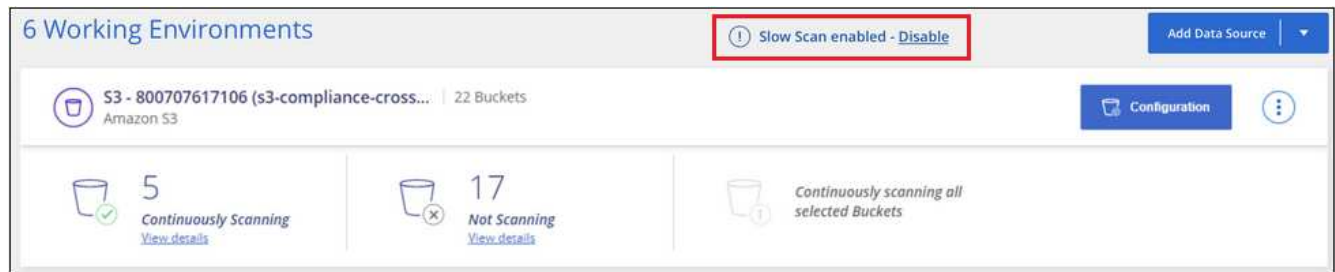 6 Working Environments
Slow Scan enabled - Disable
Add Data Source
S3 - 800707617106 (s3-compliance-cross... | 22 Buckets
Amazon S3
Configuration
5
Continuously Scanning
View details
17
Not Scanning
View details
Continuously scanning all
selected Buckets